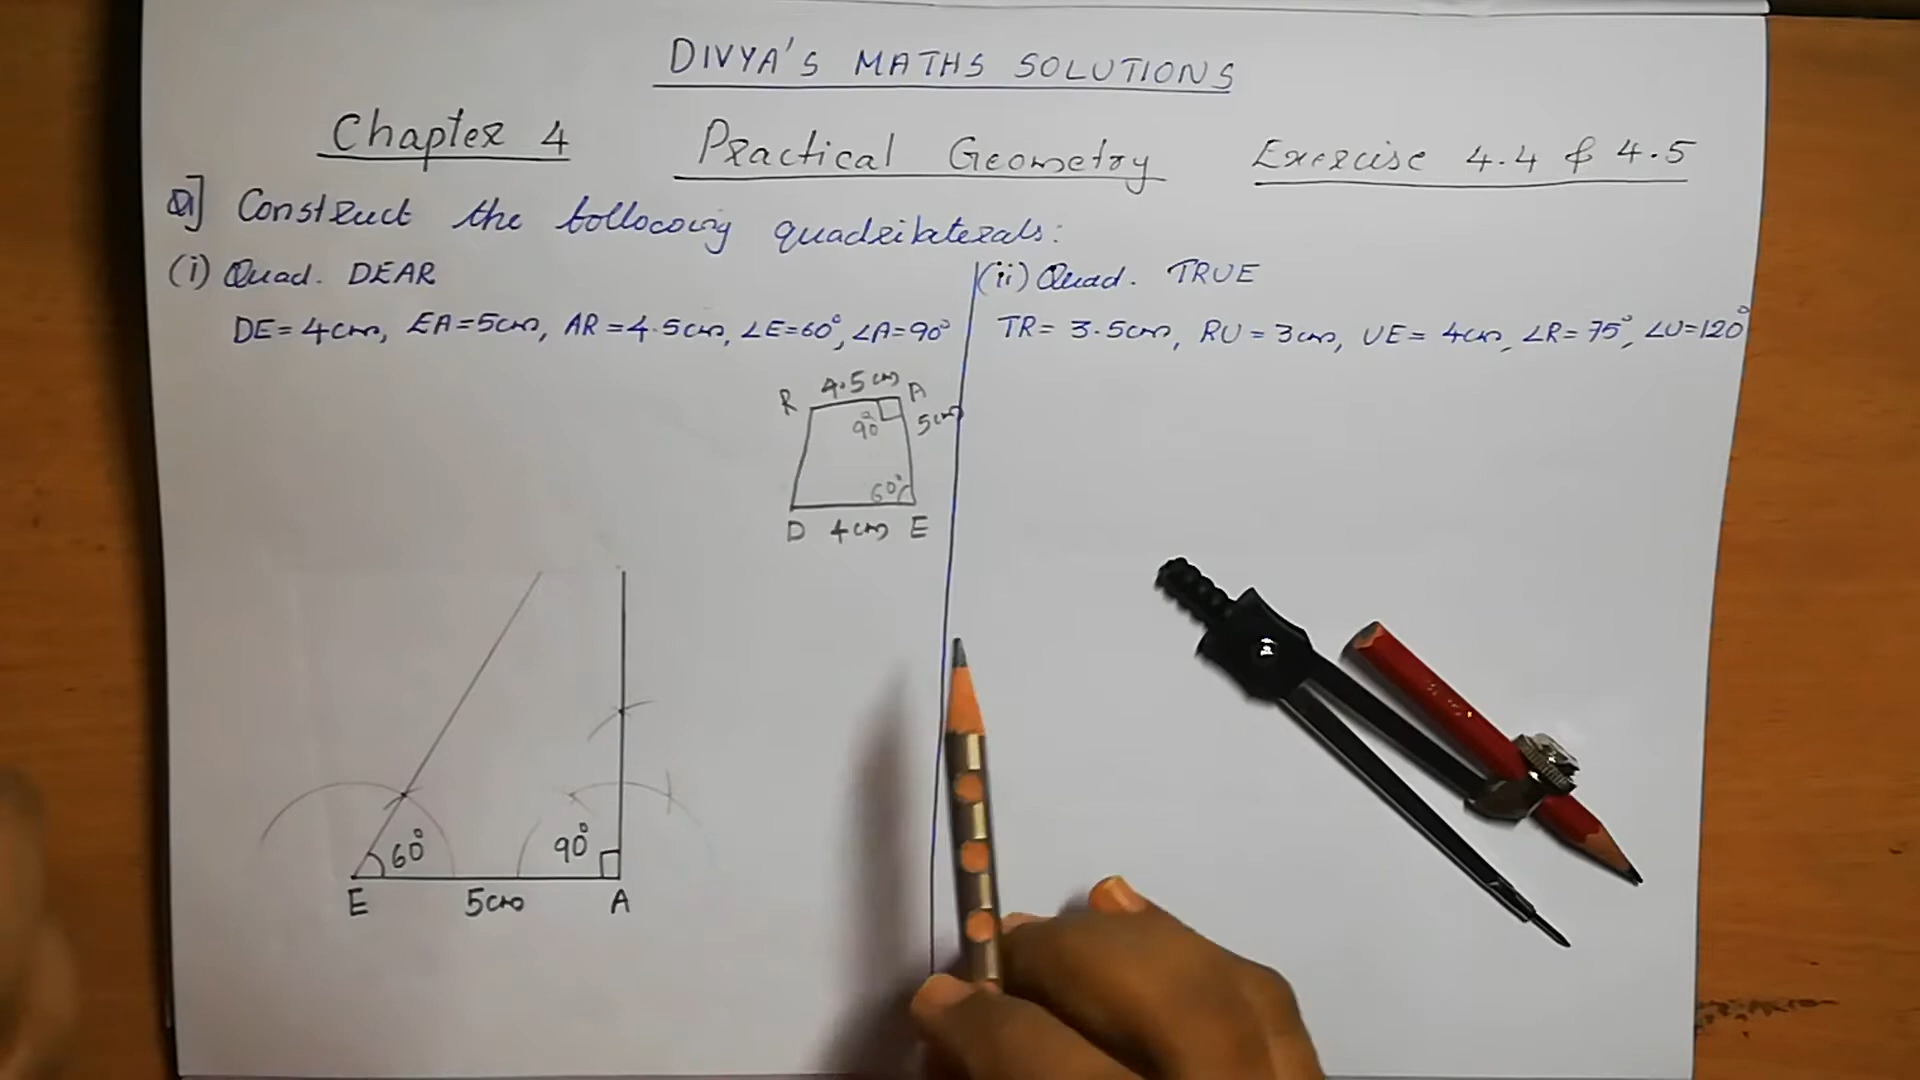 DIVYA'S MATHS SOLUTIONS
Chapter 4 Practical Geometry Exercise 4.4 & 4.5
Q1] Construct the following quadrilaterals:
(i) Quad. DEAR
DE = 4cm, EA = 5cm, AR = 4.5cm, ∠E = 60°, ∠A = 90°
(ii) Quad. TRUE
TR = 3.5cm, RU = 3cm, UE = 4cm, ∠R = 75°, ∠U = 120°
R 4.5cm A
90° 5cm
60°
D 4cm E
60° 90°
E 5cm A